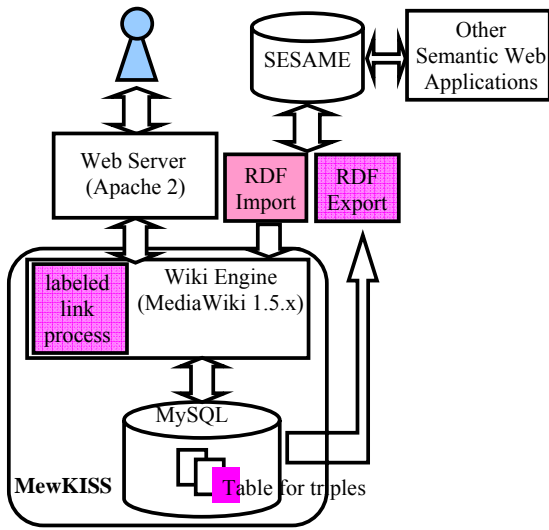 SESAME
Other
Semantic Web
Applications
Web Server
(Apache 2)
RDF
Import
RDF
Export
labeled
link
process
Wiki Engine
(MediaWiki 1.5.x)
MySQL
MewKISS
Table for triples